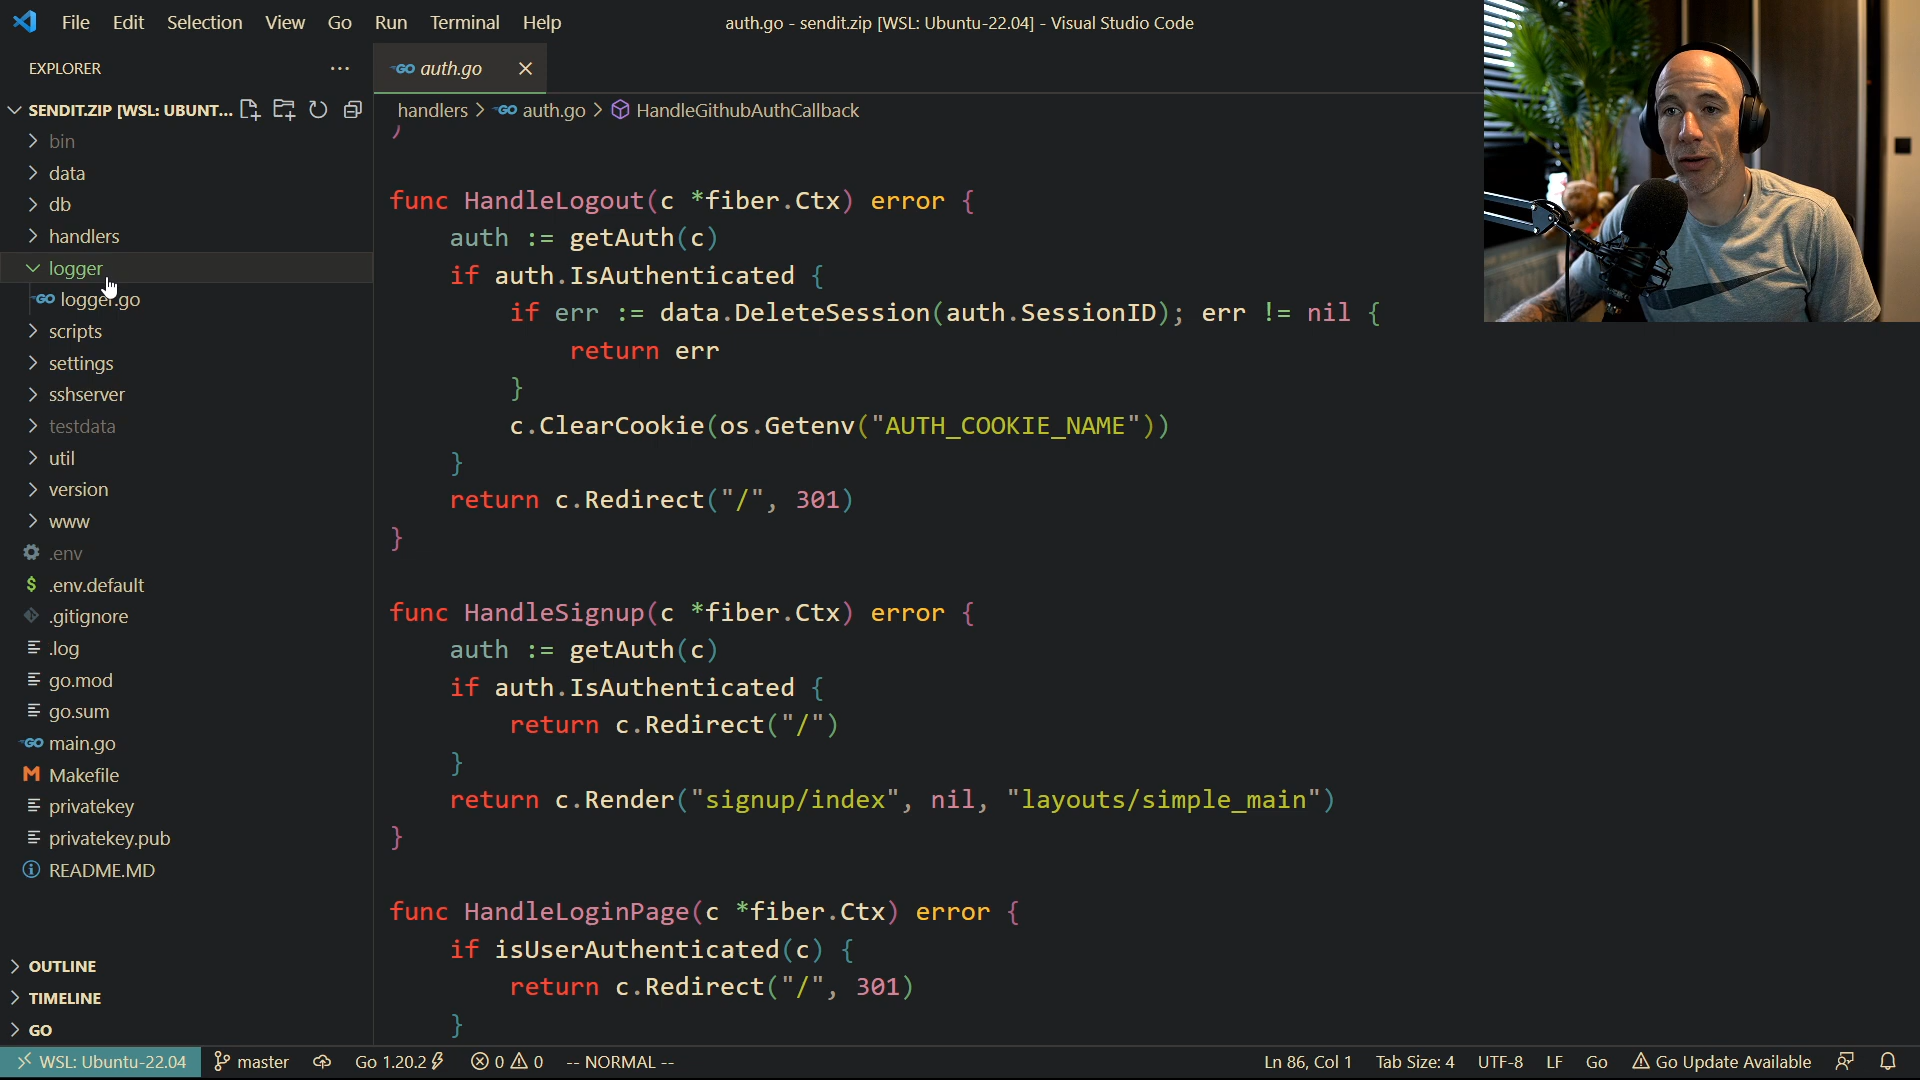 File Edit Selection View Go Run Terminal Help
auth.go - sendit.zip [WSL: Ubuntu-22.04] - Visual Studio Code
EXPLORER
SENDIT.ZIP [WSL: UBUNT...
bin
data
db
handlers
logger
GO logger.go
scripts
settings
sshserver
testdata
util
version
www
.env
$ .env.default
.gitignore
.log
go.mod
go.sum
GO main.go
M Makefile
privatekey
privatekey.pub
README.MD
OUTLINE
TIMELINE
GO
GO auth.go
handlers > GO auth.go > HandleGithubAuthCallback
)
func HandleLogout(c *fiber.Ctx) error {
auth := getAuth(c)
if auth.IsAuthenticated {
if err := data.DeleteSession(auth.SessionID); err != nil {
return err
}
c.ClearCookie(os.Getenv("AUTH_COOKIE_NAME"))
}
return c.Redirect("/", 301)
}
func HandleSignup(c *fiber.Ctx) error {
auth := getAuth(c)
if auth.IsAuthenticated {
return c.Redirect("/")
}
return c.Render("signup/index", nil, "layouts/simple_main")
}
func HandleLoginPage(c *fiber.Ctx) error {
if isUserAuthenticated(c) {
return c.Redirect("/", 301)
}
WSL: Ubuntu-22.04 master Go 1.20.2 0 0 -- NORMAL -- Ln 86, Col 1 Tab Size: 4 UTF-8 LF Go Go Update Available